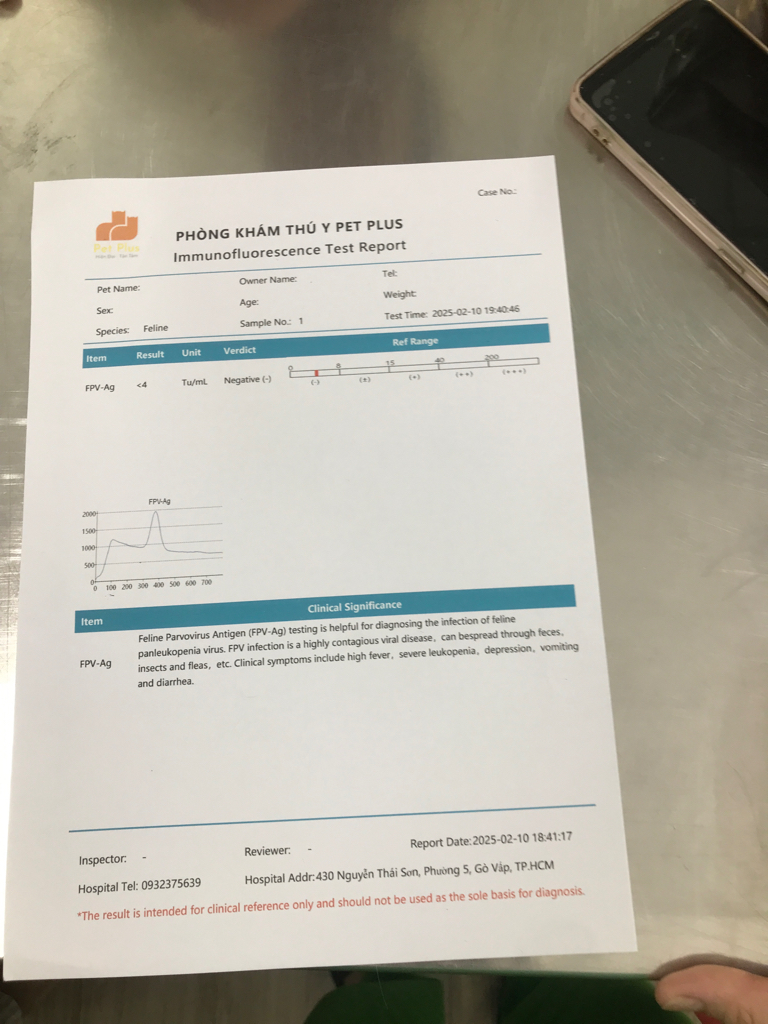 Case No.:
Pet Plus
PHÒNG KHÁM THÚ Y PET PLUS
Immunofluorescence Test Report
Pet Name: Owner Name: Tel:
Sex: Age: Weight:
Species: Feline Sample No.: 1 Test Time: 2025-02-10 19:40:46
Item Result Unit Verdict Ref Range
0 8 15 40 200
FPV-Ag <4 Tu/mL Negative (-)
(-) (±) (+) (++) (+++)
FPV-Ag
2000
1500
1000
500
0
0 100 200 300 400 500 600 700
Item Clinical Significance
FPV-Ag
Feline Parvovirus Antigen (FPV-Ag) testing is helpful for diagnosing the infection of feline
panleukopenia virus. FPV infection is a highly contagious viral disease, can bespread through feces,
insects and fleas, etc. Clinical symptoms include high fever, severe leukopenia, depression, vomiting
and diarrhea.
Inspector: - Reviewer: - Report Date:2025-02-10 18:41:17
Hospital Tel: 0932375639 Hospital Addr:430 Nguyễn Thái Sơn, Phường 5, Gò Vấp, TP.HCM
*The result is intended for clinical reference only and should not be used as the sole basis for diagnosis.